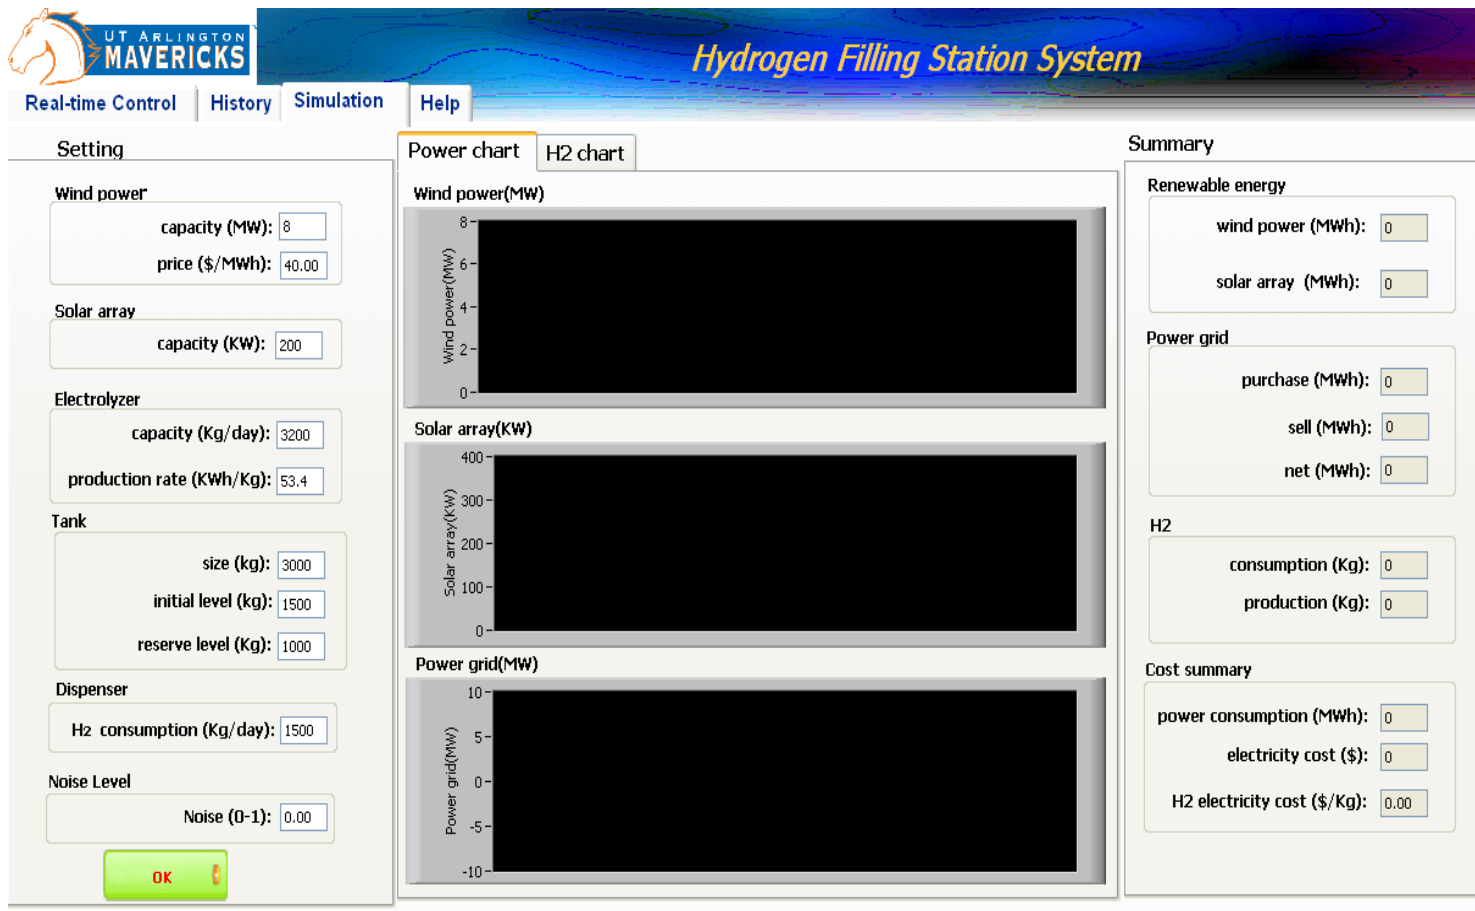 UT ARLINGTON
MAVERICKS
Hydrogen Filling Station System
Real-time Control
History
Simulation
Help
Setting
Wind power
capacity (MW): 8
price ($/MWh): 40.00
Solar array
capacity (KW): 200
Electrolyzer
capacity (Kg/day): 3200
production rate (KWh/Kg): 53.4
Tank
size (kg): 3000
initial level (kg): 1500
reserve level (Kg): 1000
Dispenser
H2 consumption (Kg/day): 1500
Noise Level
Noise (0-1): 0.00
OK
Power chart
H2 chart
Wind power(MW)
Wind power(MW)
8
6
4
2
0
Solar array(KW)
Solar array(KW)
400
300
200
100
0
Power grid(MW)
Power grid(MW)
10
5
0
-5
-10
Summary
Renewable energy
wind power (MWh): 0
solar array (MWh): 0
Power grid
purchase (MWh): 0
sell (MWh): 0
net (MWh): 0
H2
consumption (Kg): 0
production (Kg): 0
Cost summary
power consumption (MWh): 0
electricity cost ($): 0
H2 electricity cost ($/Kg): 0.00